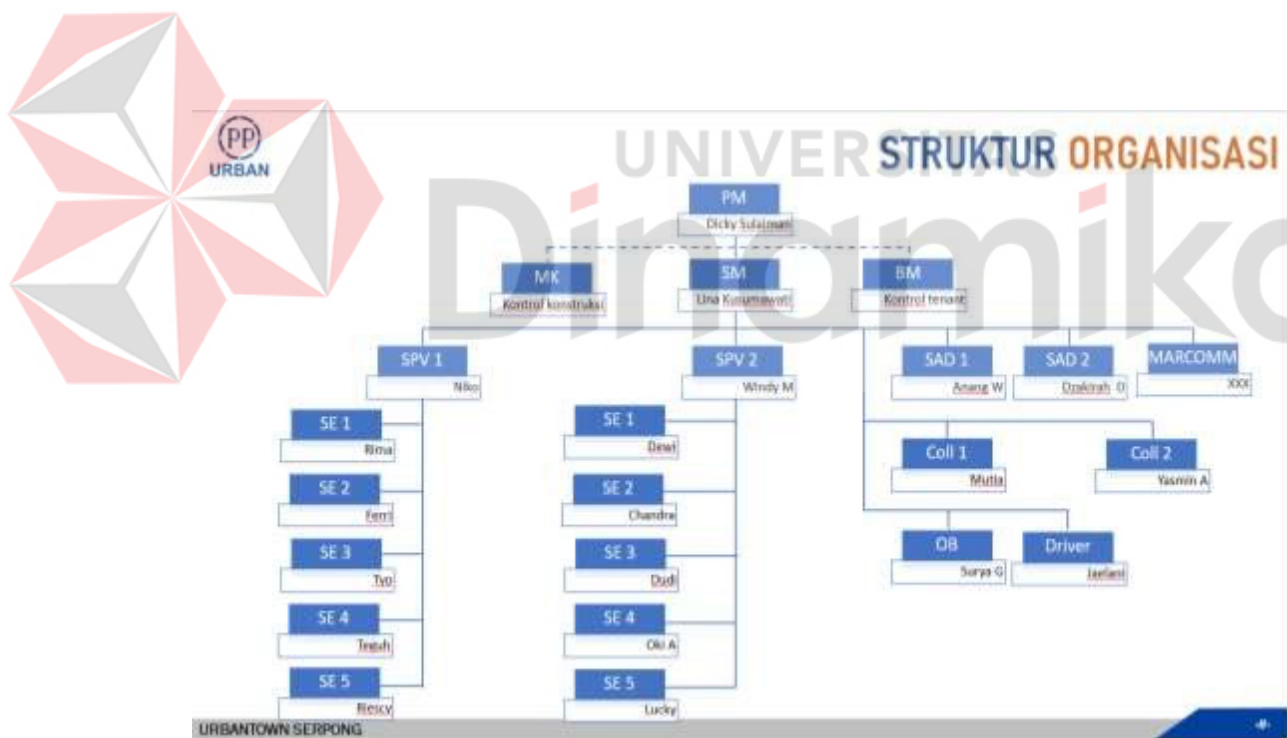 PP
URBAN
UNIVERSITAS
Dinamika
STRUKTUR ORGANISASI
PM
Dicky Sulaiman
MK
Kontrol konstruksi
SM
Lina Kusumawati
BM
Kontrol tenant
SPV 1
Niko
SPV 2
Windy M
SAD 1
Anang W
SAD 2
Dzakirah D
MARCOMM
XXX
SE 1
Rima
SE 2
Ferri
SE 3
Tyo
SE 4
Teguh
SE 5
SE 1
Dewi
SE 2
Chandra
SE 3
Dudi
SE 4
Oki A
SE 5
Lucky
Coll 1
Mutia
Coll 2
Yasmin A
OB
Surya G
Driver
Jaelani
URBANTOWN SERPONG